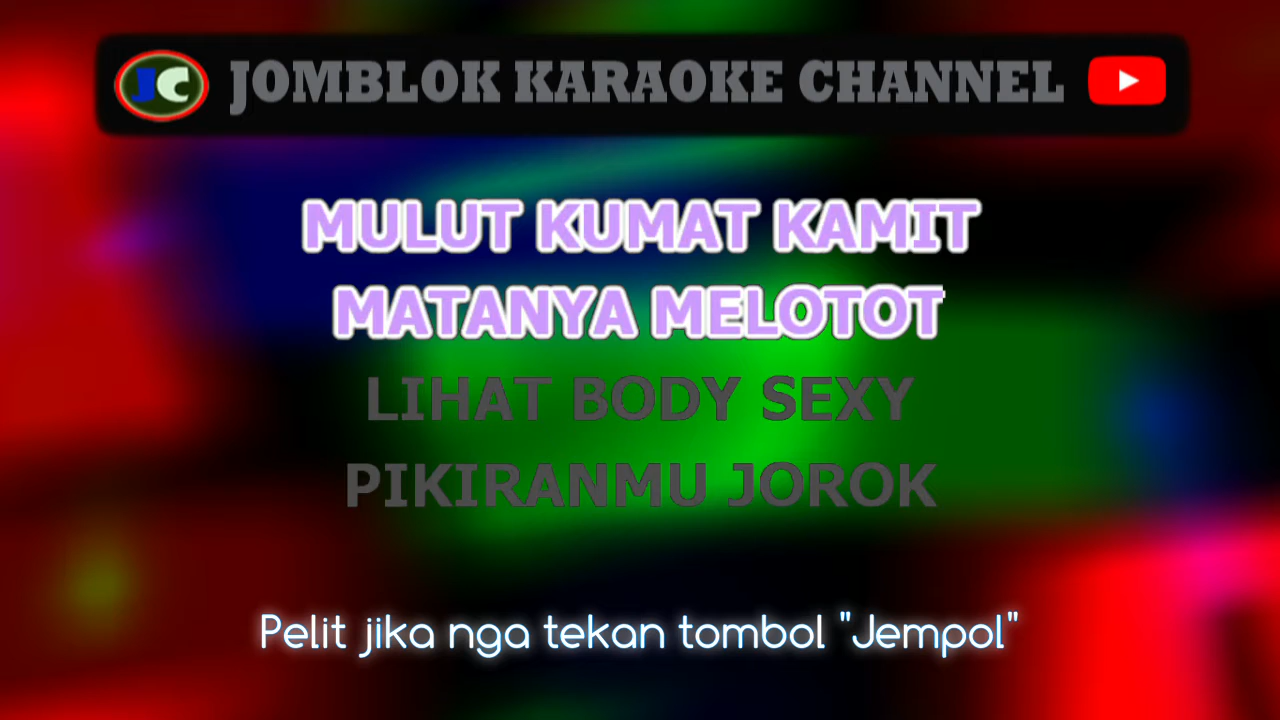 JC JOMBLOK KARAOKE CHANNEL
MULUT KUMAT KAMIT
MATANYA MELOTOT
LIHAT BODY SEXY
PIKIRANMU JOROK
Pelit jika nga tekan tombol "Jempol"